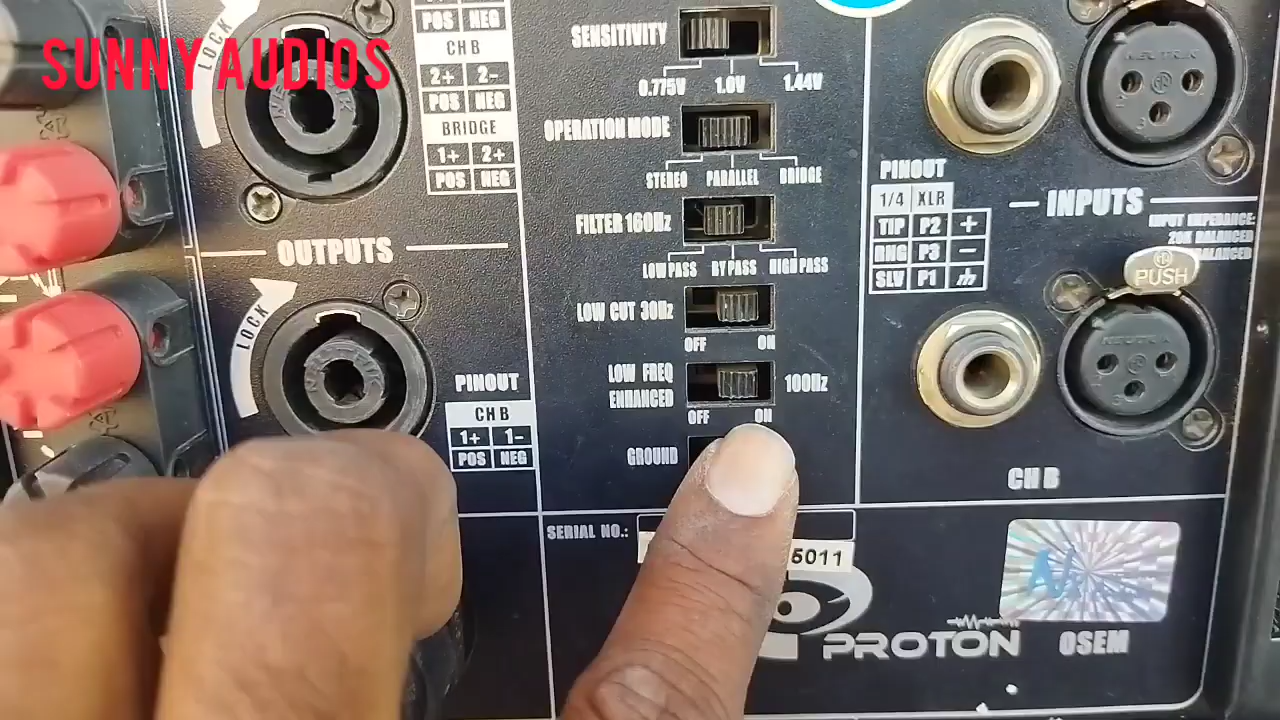 SUNNY AUDIOS
LOCK
POS NEG
CH B
2+ 2-
POS NEG
BRIDGE
1+ 2+
POS NEG
OUTPUTS
LOCK
PINOUT
CH B
1+ 1-
POS NEG
SENSITIVITY
0.775V 1.0V 1.44V
OPERATION MODE
STEREO PARALLEL BRIDGE
FILTER 160Hz
LOW PASS BY PASS HIGH PASS
LOW CUT 30Hz
OFF ON
LOW FREQ
ENHANCED
100Hz
OFF ON
GROUND
SERIAL NO.:
5011
PROTON
NEUTRIK
PINOUT
1/4 XLR
TIP P2 +
RNG P3 -
SLV P1
INPUTS
INPUT IMPEDANCE:
20K BALANCED
PUSH
NEUTRIK
CH B
OSEM